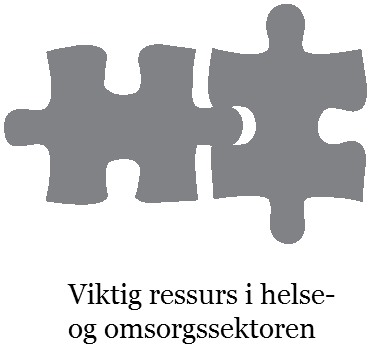 Viktig ressurs i helse-
og omsorgssektoren